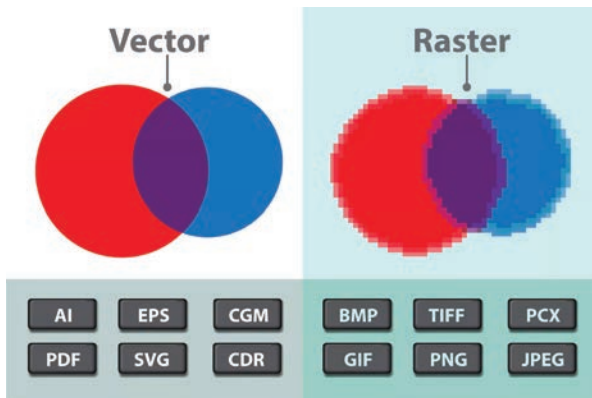 Vector
Raster
AI EPS CGM
PDF SVG CDR
BMP TIFF PCX
GIF PNG JPEG